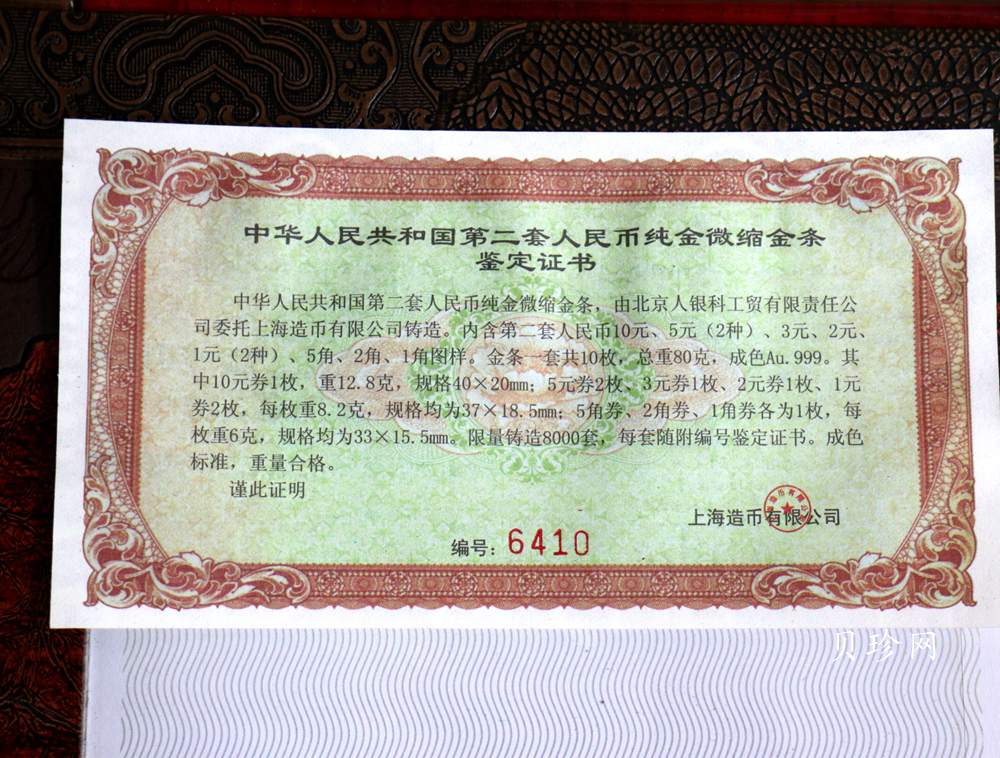 中华人民共和国第二套人民币纯金微缩金条
鉴定证书
中华人民共和国第二套人民币纯金微缩金条，由北京人银科工贸有限责任公
司委托上海造币有限公司铸造。内含第二套人民币10元、5元（2种）、3元、2元、
1元（2种）、5角、2角、1角图样。金条一套共10枚，总重80克，成色Au.999。其
中10元券1枚，重12.8克，规格40×20mm；5元券2枚、3元券1枚、2元券1枚、1元
券2枚，每枚重8.2克，规格均为37×18.5mm；5角券、2角券、1角券各为1枚，每
枚重6克，规格均为33×15.5mm。限量铸造8000套，每套随附编号鉴定证书。成色
标准，重量合格。
谨此证明
上海造币有限公司
编号：6410
贝珍网